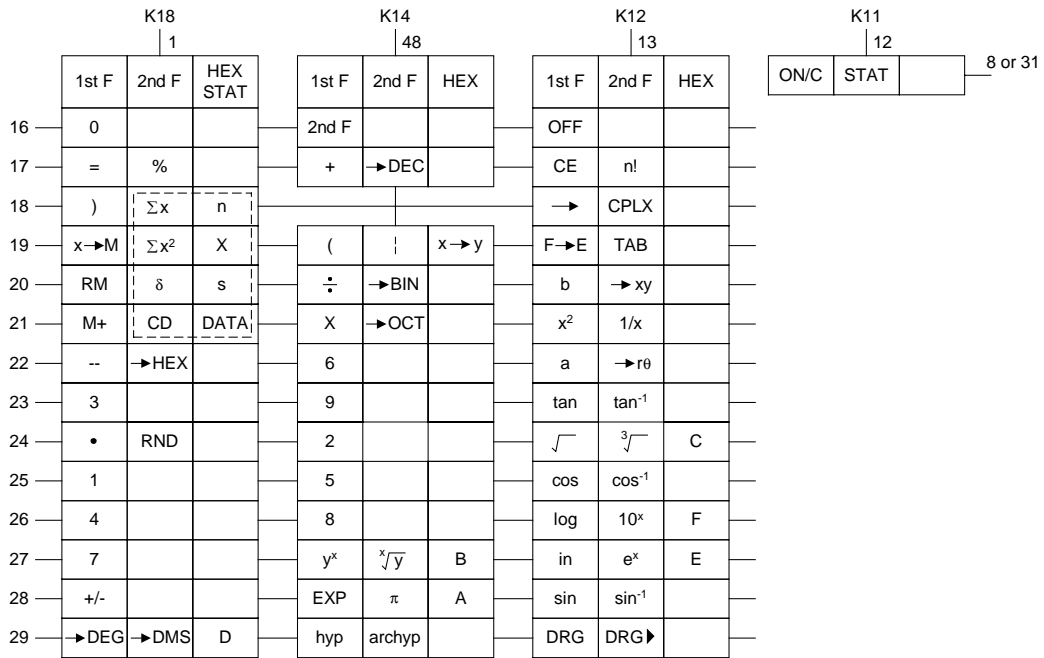 K18 K14 K12 K11
1 48 13 12
1st F 2nd F HEX STAT 1st F 2nd F HEX 1st F 2nd F HEX ON/C STAT 8 or 31
16 0 2nd F OFF
17 = % + →DEC CE n!
18 ) Σx n → CPLX
19 x→M Σx² X ( ¦ x→y F→E TAB
20 RM δ s ÷ →BIN b →xy
21 M+ CD DATA X →OCT x² 1/x
22 -- →HEX 6 a →rθ
23 3 9 tan tan⁻¹
24 • RND 2 √ ³√ C
25 1 5 cos cos⁻¹
26 4 8 log 10ˣ F
27 7 yˣ ˣ√y B in eˣ E
28 +/- EXP π A sin sin⁻¹
29 →DEG →DMS D hyp archyp DRG DRG▶